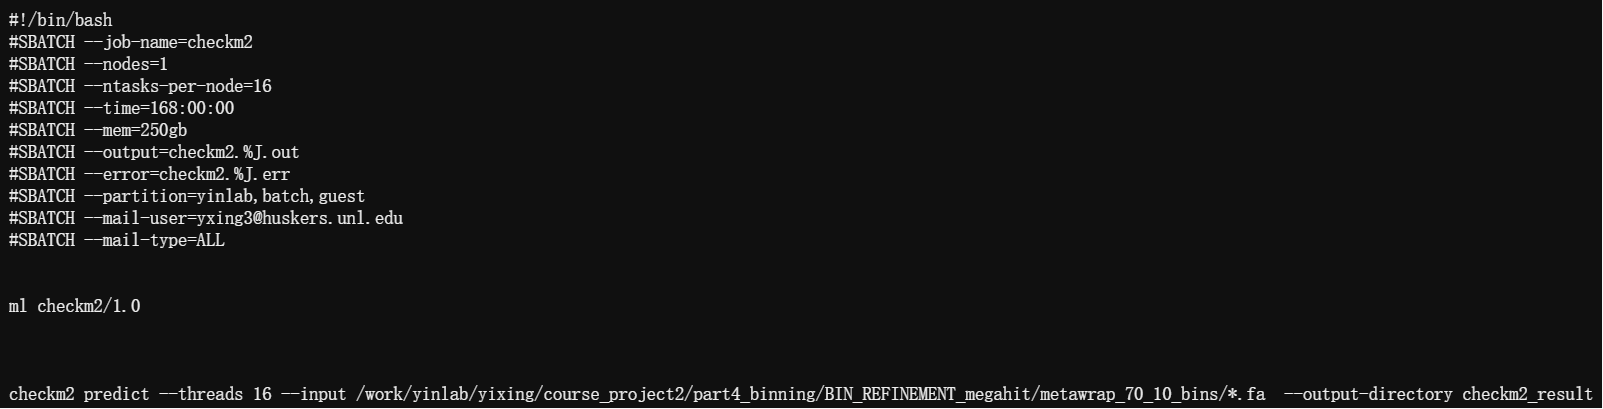 #!/bin/bash
#SBATCH --job-name=checkm2
#SBATCH --nodes=1
#SBATCH --ntasks-per-node=16
#SBATCH --time=168:00:00
#SBATCH --mem=250gb
#SBATCH --output=checkm2.%J.out
#SBATCH --error=checkm2.%J.err
#SBATCH --partition=yinlab,batch,guest
#SBATCH --mail-user=yxing3@huskers.unl.edu
#SBATCH --mail-type=ALL
ml checkm2/1.0
checkm2 predict --threads 16 --input /work/yinlab/yixing/course_project2/part4_binning/BIN_REFINEMENT_megahit/metawrap_70_10_bins/*.fa  --output-directory checkm2_result